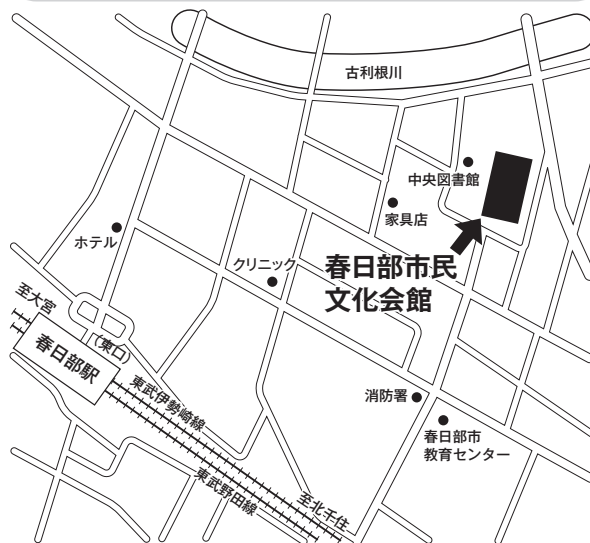 古利根川
中央図書館
家具店
ホテル
クリニック
春日部市民
文化会館
至大宮
(東口)
春日部駅
東武伊勢崎線
消防署
春日部市
教育センター
東武野田線
至北千住